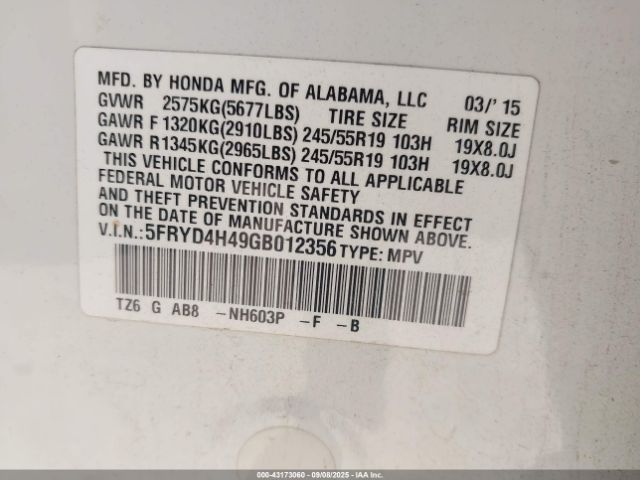 MFD. BY HONDA MFG. OF ALABAMA, LLC 03/' 15
GVWR 2575KG(5677LBS) TIRE SIZE RIM SIZE
GAWR F 1320KG(2910LBS) 245/55R19 103H 19X8.0J
GAWR R1345KG(2965LBS) 245/55R19 103H 19X8.0J
THIS VEHICLE CONFORMS TO ALL APPLICABLE
FEDERAL MOTOR VEHICLE SAFETY
AND THEFT PREVENTION STANDARDS IN EFFECT
ON THE DATE OF MANUFACTURE SHOWN ABOVE.
V.I.N.:5FRYD4H49GB012356 TYPE: MPV
TZ6 G AB8 -NH603P -F -B
000-43173060 - 09/08/2025 - IAA Inc.